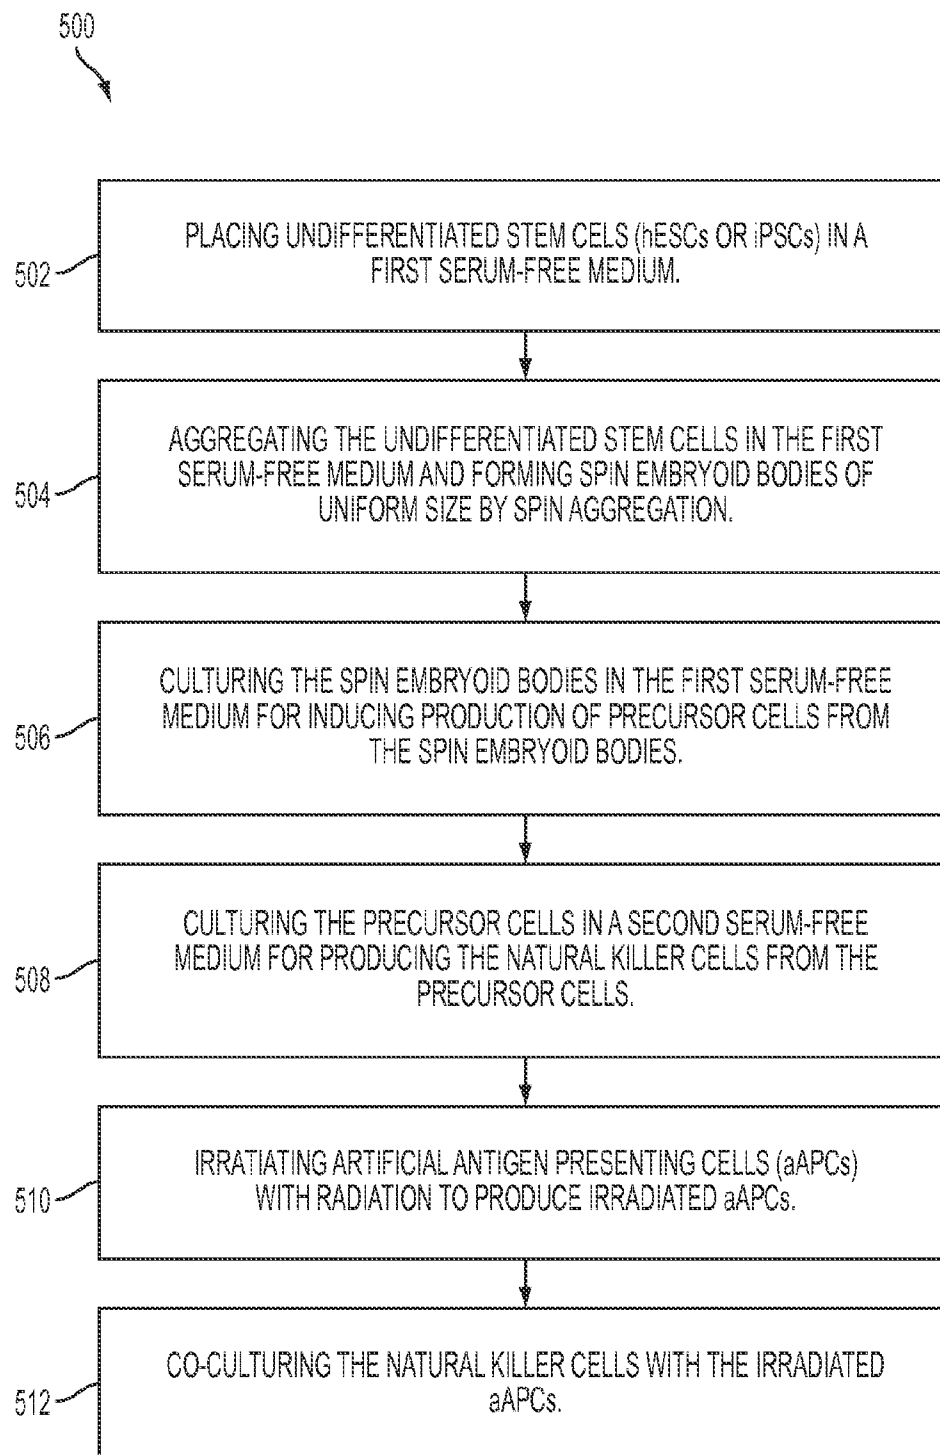 500
502
PLACING UNDIFFERENTIATED STEM CELS (hESCs OR iPSCs) IN A
FIRST SERUM-FREE MEDIUM.
504
AGGREGATING THE UNDIFFERENTIATED STEM CELLS IN THE FIRST
SERUM-FREE MEDIUM AND FORMING SPIN EMBRYOID BODIES OF
UNIFORM SIZE BY SPIN AGGREGATION.
506
CULTURING THE SPIN EMBRYOID BODIES IN THE FIRST SERUM-FREE
MEDIUM FOR INDUCING PRODUCTION OF PRECURSOR CELLS FROM
THE SPIN EMBRYOID BODIES.
508
CULTURING THE PRECURSOR CELLS IN A SECOND SERUM-FREE
MEDIUM FOR PRODUCING THE NATURAL KILLER CELLS FROM THE
PRECURSOR CELLS.
510
IRRATIATING ARTIFICIAL ANTIGEN PRESENTING CELLS (aAPCs)
WITH RADIATION TO PRODUCE IRRADIATED aAPCs.
512
CO-CULTURING THE NATURAL KILLER CELLS WITH THE IRRADIATED
aAPCs.